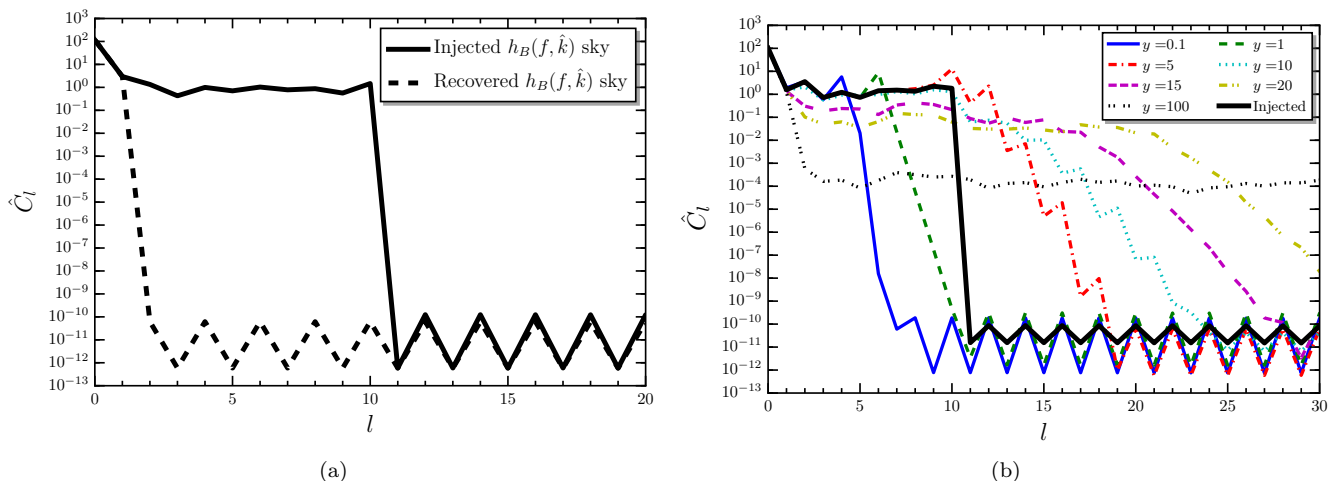 10^3
10^2
10^1
10^0
10^{-1}
10^{-2}
10^{-3}
10^{-4}
10^{-5}
10^{-6}
10^{-7}
10^{-8}
10^{-9}
10^{-10}
10^{-11}
10^{-12}
10^{-13}
Ĉ_l
Injected h_B(f, k̂) sky
Recovered h_B(f, k̂) sky
0 5 10 15 20
l
(a)
10^3
10^2
10^1
10^0
10^{-1}
10^{-2}
10^{-3}
10^{-4}
10^{-5}
10^{-6}
10^{-7}
10^{-8}
10^{-9}
10^{-10}
10^{-11}
10^{-12}
10^{-13}
Ĉ_l
y =0.1 y =1
y =5 y =10
y =15 y =20
y =100 Injected
0 5 10 15 20 25 30
l
(b)